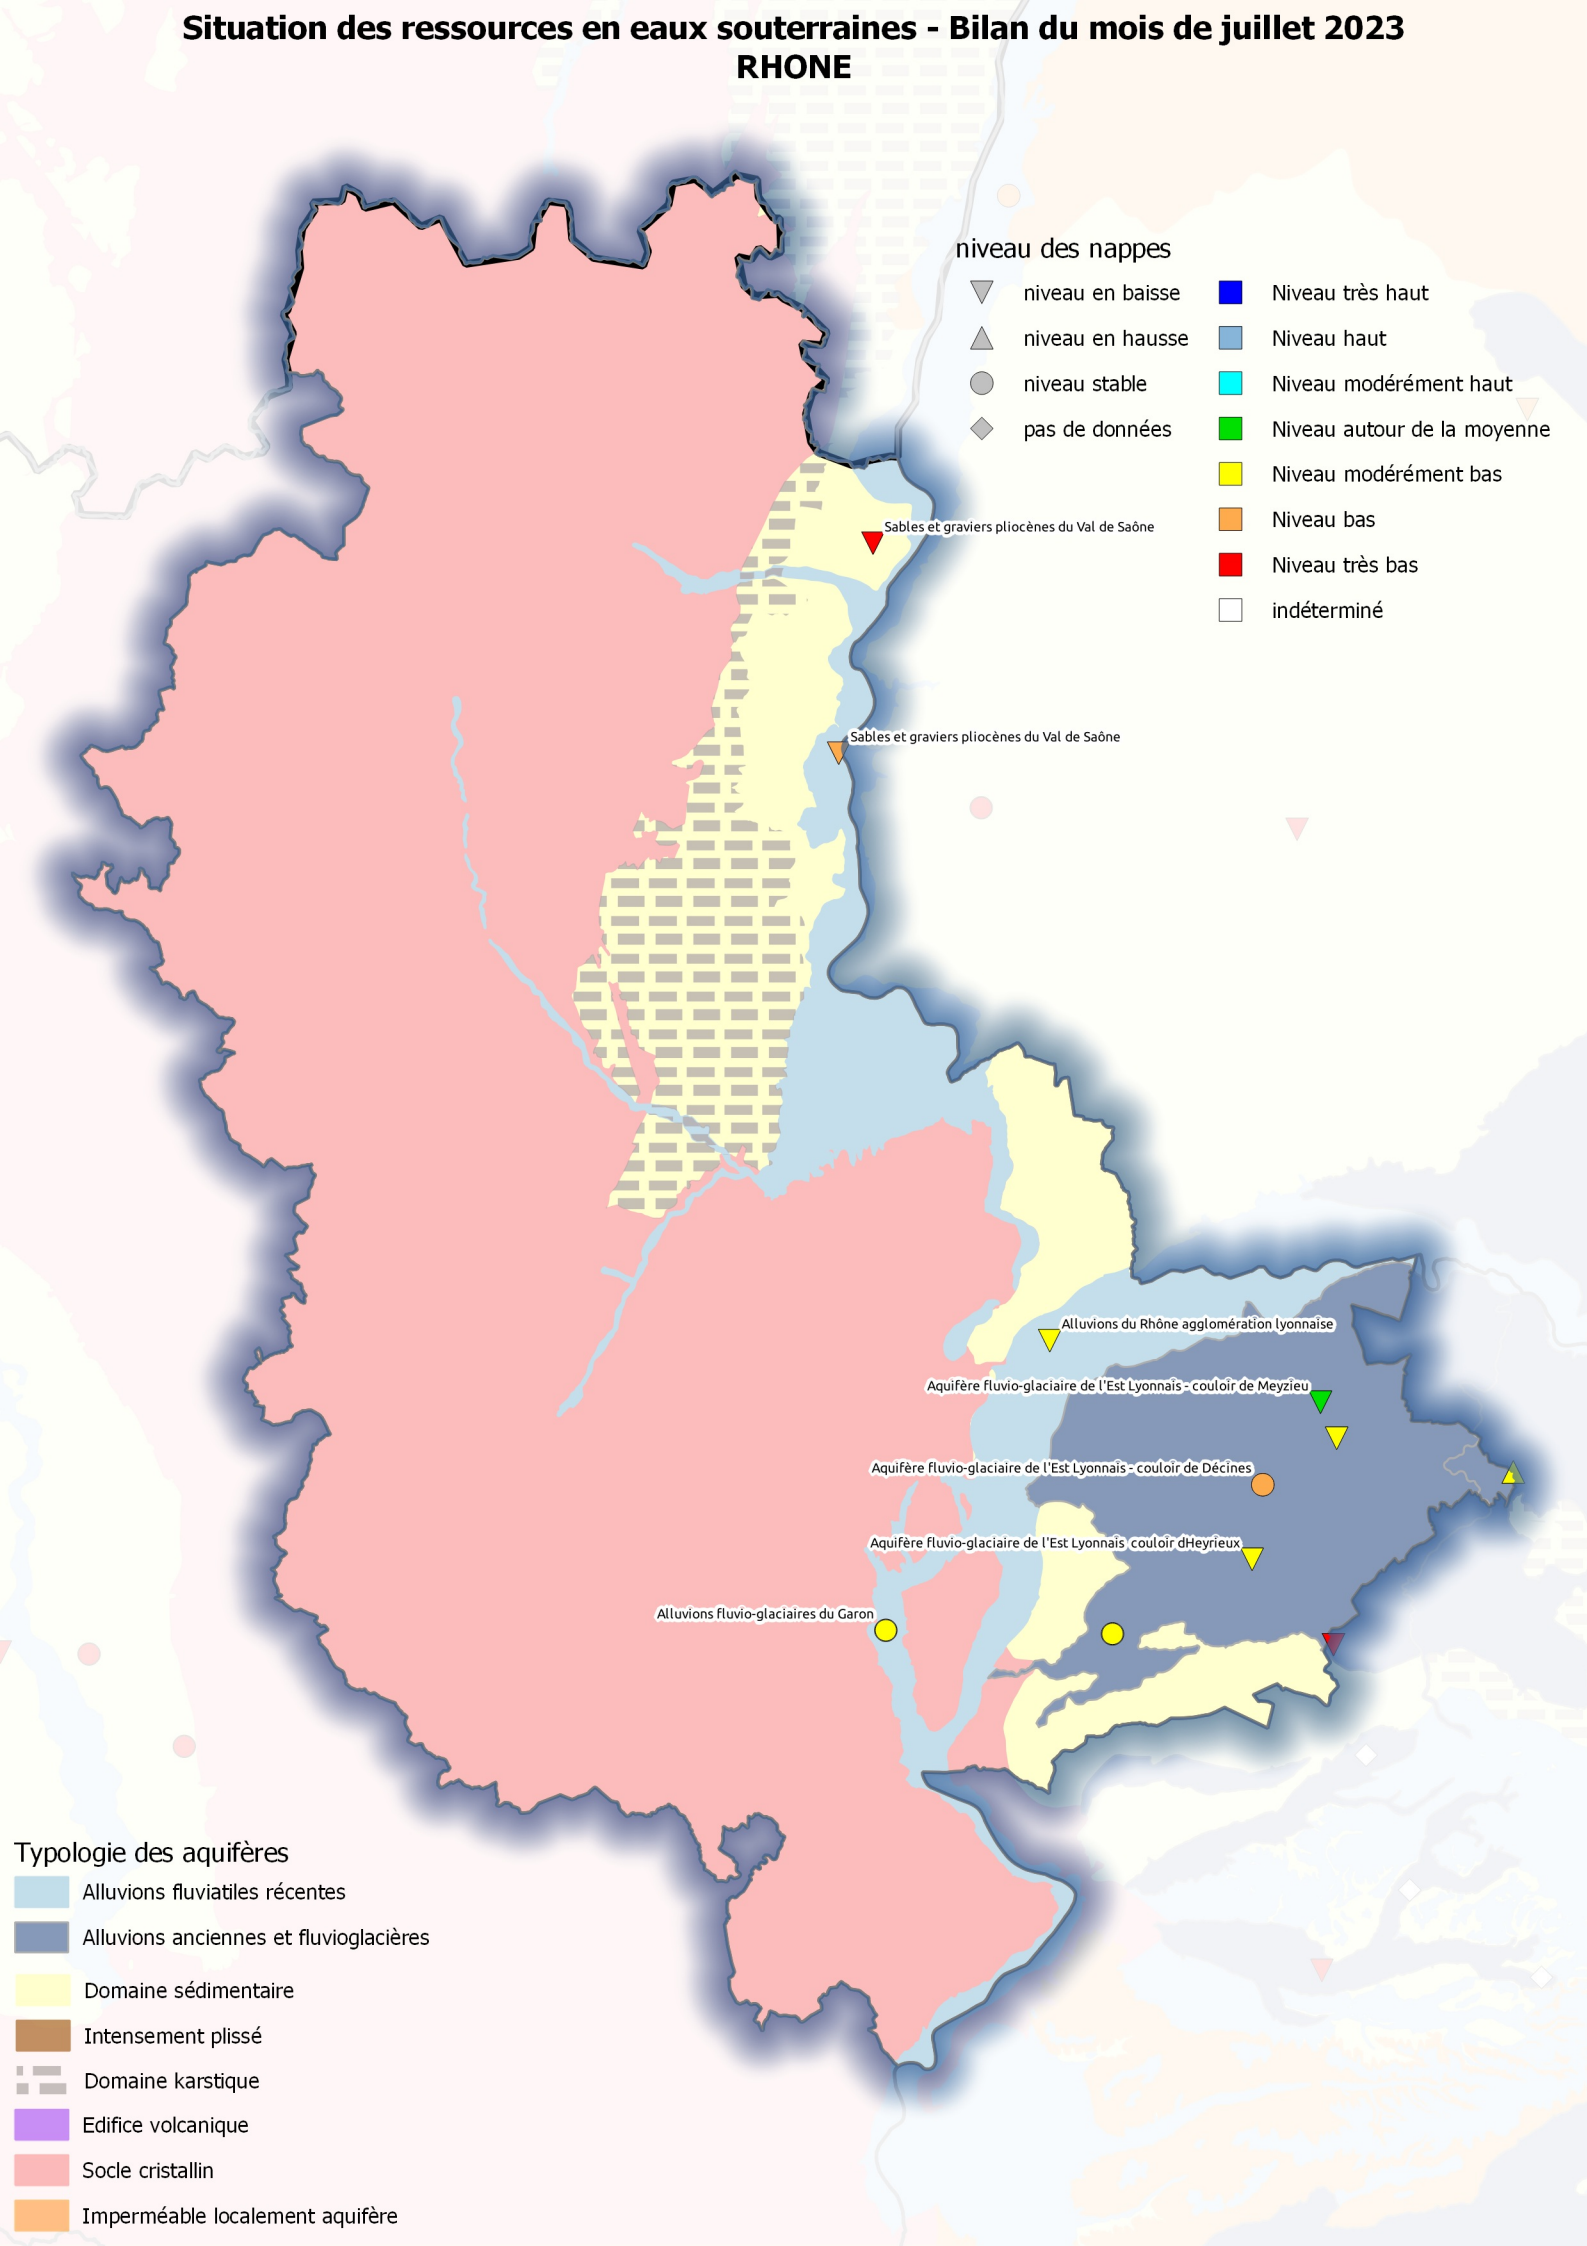 Situation des ressources en eaux souterraines - Bilan du mois de juillet 2023
RHONE
niveau des nappes
niveau en baisse
niveau en hausse
niveau stable
pas de données
Niveau très haut
Niveau haut
Niveau modérément haut
Niveau autour de la moyenne
Niveau modérément bas
Niveau bas
Niveau très bas
indéterminé
Sables et graviers pliocènes du Val de Saône
Sables et graviers pliocènes du Val de Saône
Alluvions du Rhône agglomération lyonnaise
Aquifère fluvio-glaciaire de l'Est Lyonnais - couloir de Meyzieu
Aquifère fluvio-glaciaire de l'Est Lyonnais - couloir de Décines
Aquifère fluvio-glaciaire de l'Est Lyonnais couloir dHeyrieux
Alluvions fluvio-glaciaires du Garon
Typologie des aquifères
Alluvions fluviatiles récentes
Alluvions anciennes et fluvioglacières
Domaine sédimentaire
Intensement plissé
Domaine karstique
Edifice volcanique
Socle cristallin
Imperméable localement aquifère